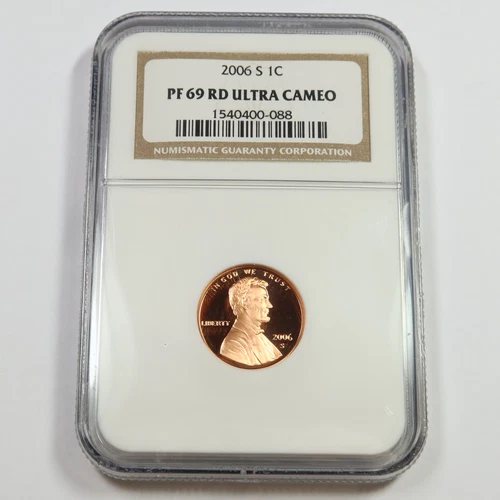 2006 S 1C
PF 69 RD ULTRA CAMEO
1540400-088
NUMISMATIC GUARANTY CORPORATION
IN GOD WE TRUST
LIBERTY
2006
S